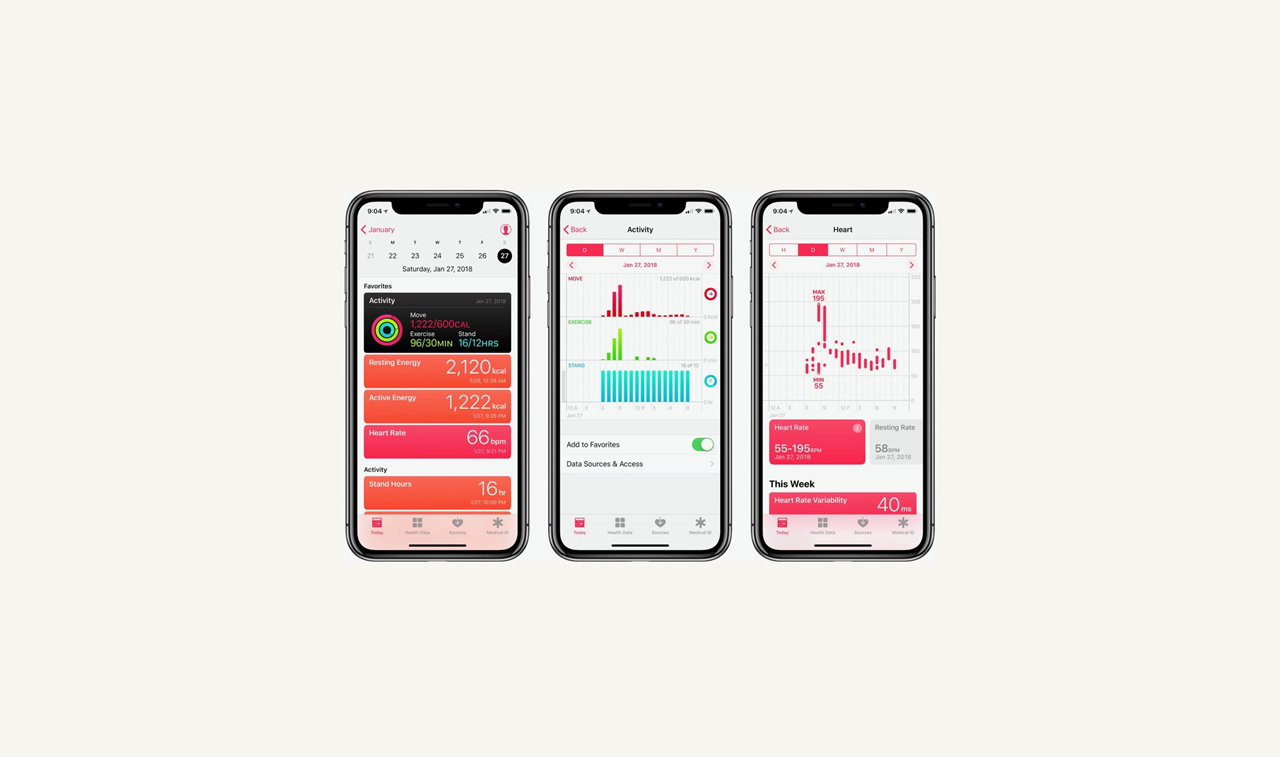 9:04
January
S M T W T F S
21 22 23 24 25 26 27
Saturday, Jan 27, 2018
Favorites
Activity Jan 27, 2018
Move
1,222/600CAL
Exercise Stand
96/30MIN 16/12HRS
Resting Energy 2,120 kcal
1/28, 12:26 AM
Active Energy 1,222 kcal
1/27, 9:26 PM
Heart Rate 66 bpm
1/27, 9:21 PM
Activity
Stand Hours 16 hr
1/27, 10:00 PM
Today Health Data Sources Medical ID
9:04
Back Activity
D W M Y
Jan 27, 2018
MOVE 1,222 of 600 kcal
0 kcal
EXERCISE 96 of 30 min
0 min
STAND 16 of 12
0 hr
12 A 3 6 9 12 P 3 6 9
Jan 27
Add to Favorites
Data Sources & Access
Today Health Data Sources Medical ID
9:04
Back Heart
H D W M Y
Jan 27, 2018
250
MAX
195
200
150
100
50
MIN
55
0
12 A 3 6 9 12 P 3 6 9
Jan 27
Heart Rate Resting Rate
55-195BPM 58BPM
Jan 27, 2018 Jan 27, 2018
This Week
Heart Rate Variability 40 ms
Today Health Data Sources Medical ID